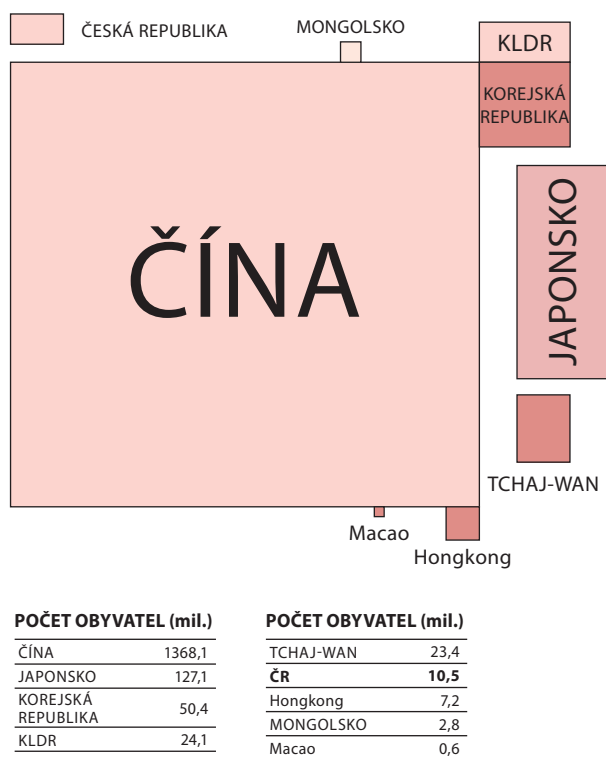 ČESKÁ REPUBLIKA
MONGOLSKO
KLDR
KOREJSKÁ
REPUBLIKA
ČÍNA
JAPONSKO
TCHAJ-WAN
Macao
Hongkong
POČET OBYVATEL (mil.)
ČÍNA 1368,1
JAPONSKO 127,1
KOREJSKÁ
REPUBLIKA 50,4
KLDR 24,1
POČET OBYVATEL (mil.)
TCHAJ-WAN 23,4
ČR 10,5
Hongkong 7,2
MONGOLSKO 2,8
Macao 0,6